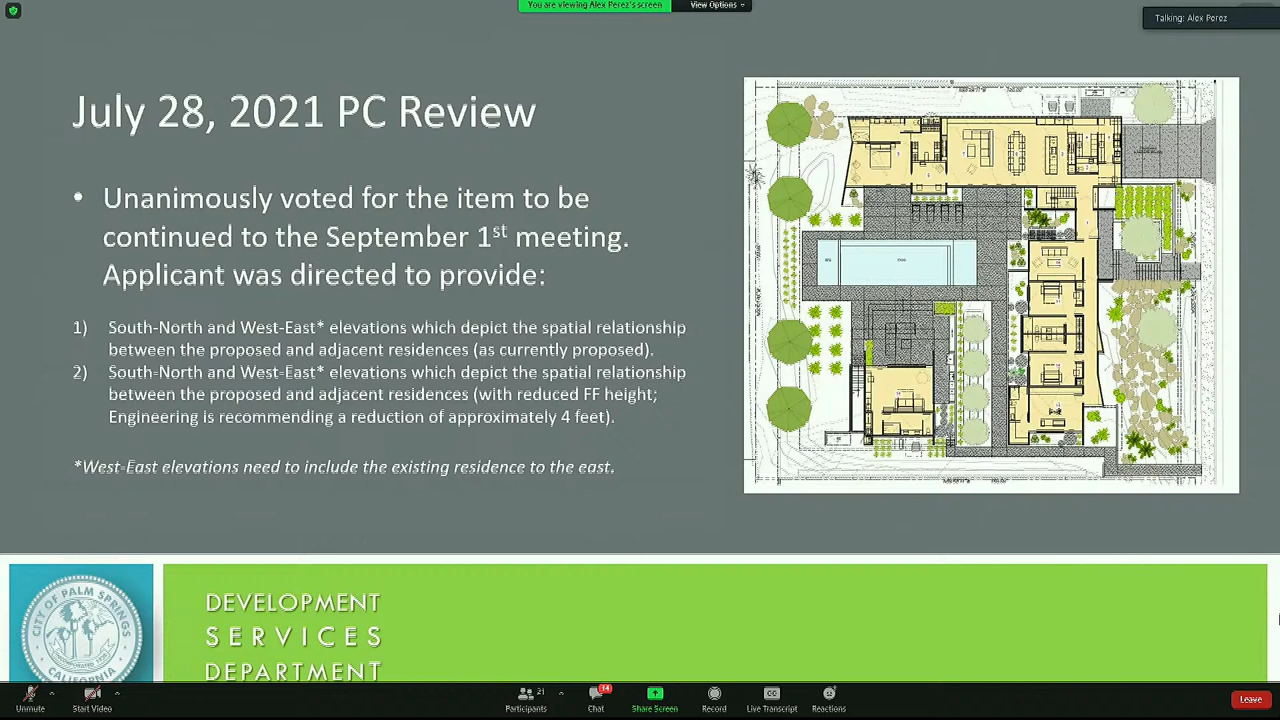 You are viewing Alex Perez's screen
View Options
Talking: Alex Perez
July 28, 2021 PC Review
• Unanimously voted for the item to be
continued to the September 1st meeting.
Applicant was directed to provide:
1) South-North and West-East* elevations which depict the spatial relationship
between the proposed and adjacent residences (as currently proposed).
2) South-North and West-East* elevations which depict the spatial relationship
between the proposed and adjacent residences (with reduced FF height;
Engineering is recommending a reduction of approximately 4 feet).
*West-East elevations need to include the existing residence to the east.
CITY OF PALM SPRINGS
CALIFORNIA
DEVELOPMENT
SERVICES
DEPARTMENT
Unmute
Start Video
21
Participants
14
Chat
Share Screen
Record
CC
Live Transcript
Reactions
Leave